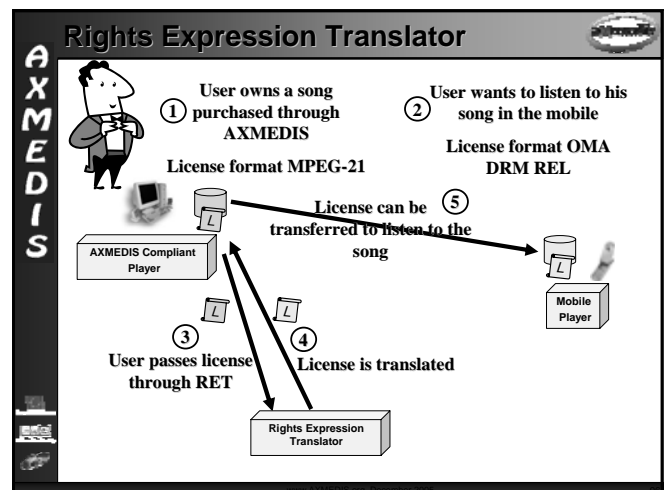 Rights Expression Translator
AXMEDIS
1
User owns a song
purchased through
AXMEDIS
License format MPEG-21
2
User wants to listen to his
song in the mobile
License format OMA
DRM REL
5
License can be
transferred to listen to the
song
L
AXMEDIS Compliant
Player
L
Mobile
Player
L
L
3
User passes license
through RET
4
License is translated
Rights Expression
Translator